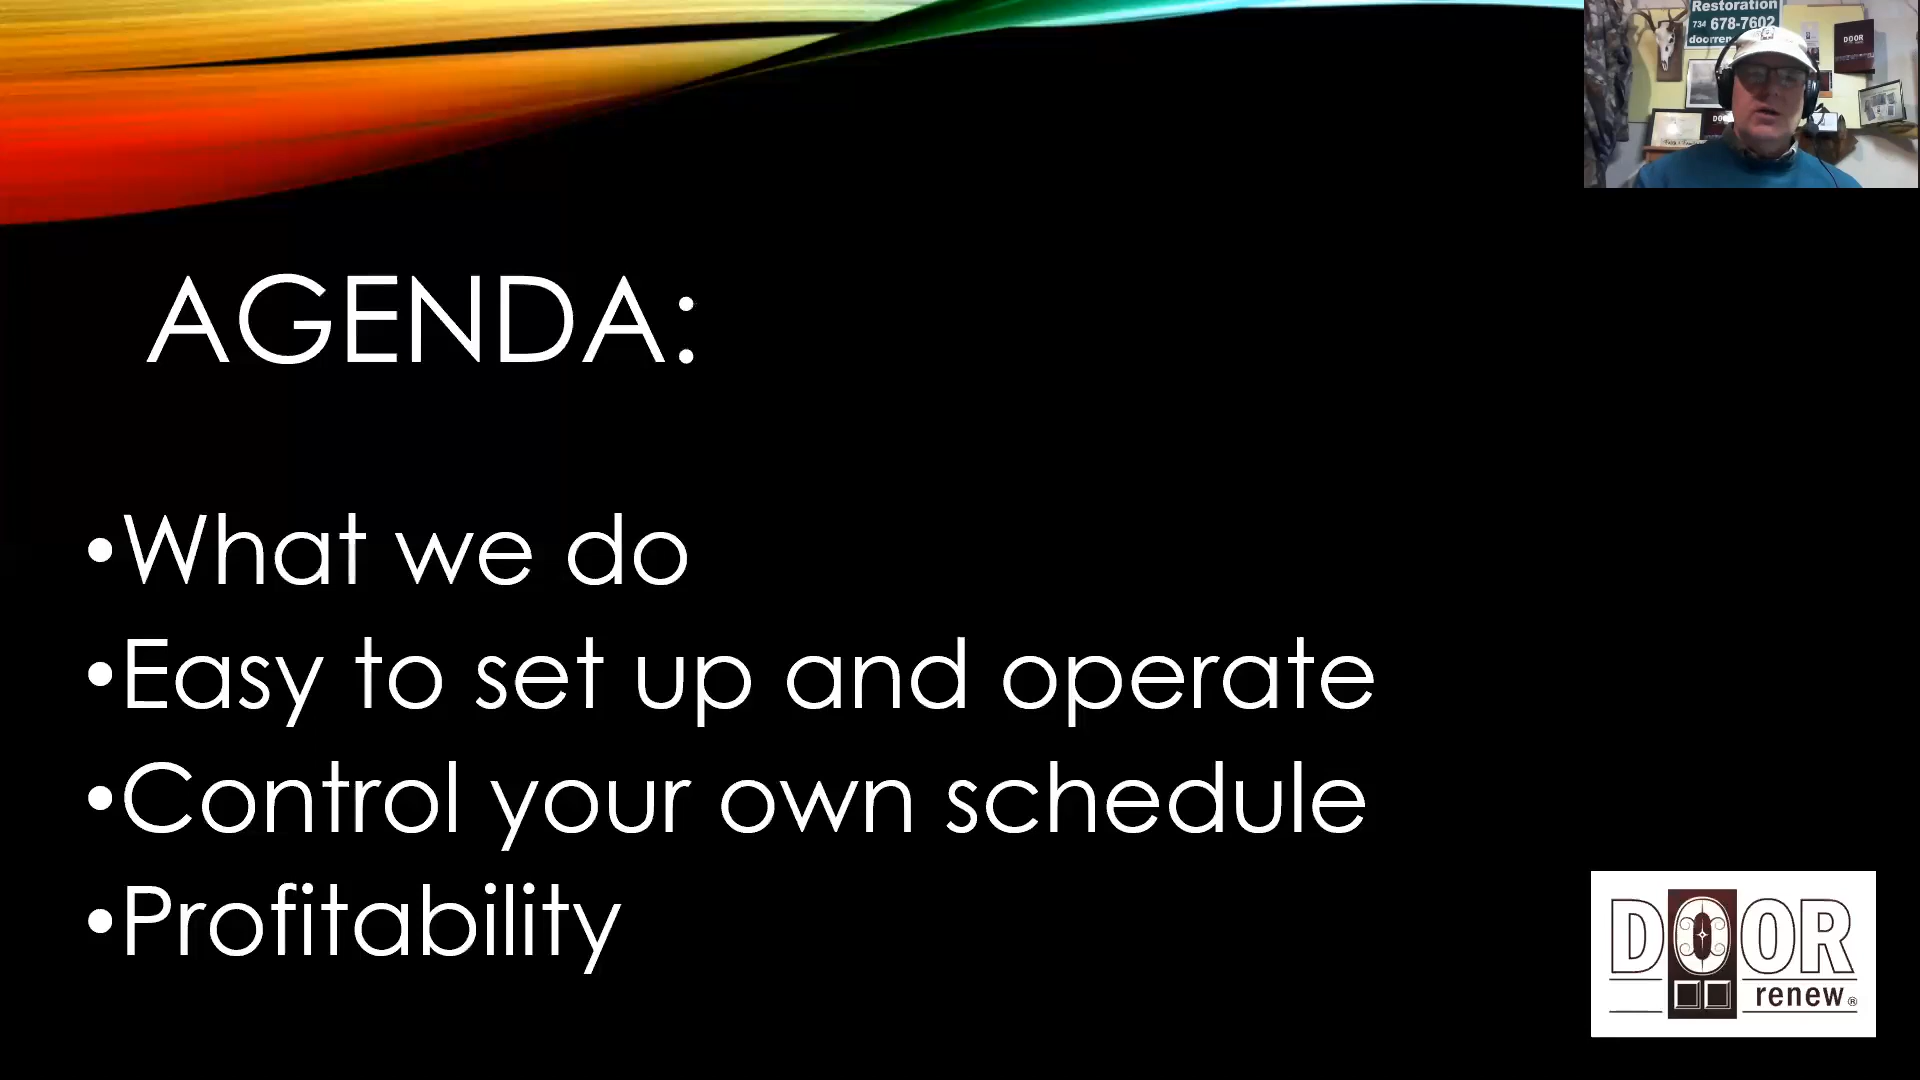 Restoration
734 678-7602
DOOR
AGENDA:
•What we do
•Easy to set up and operate
•Control your own schedule
•Profitability
DOOR
renew®